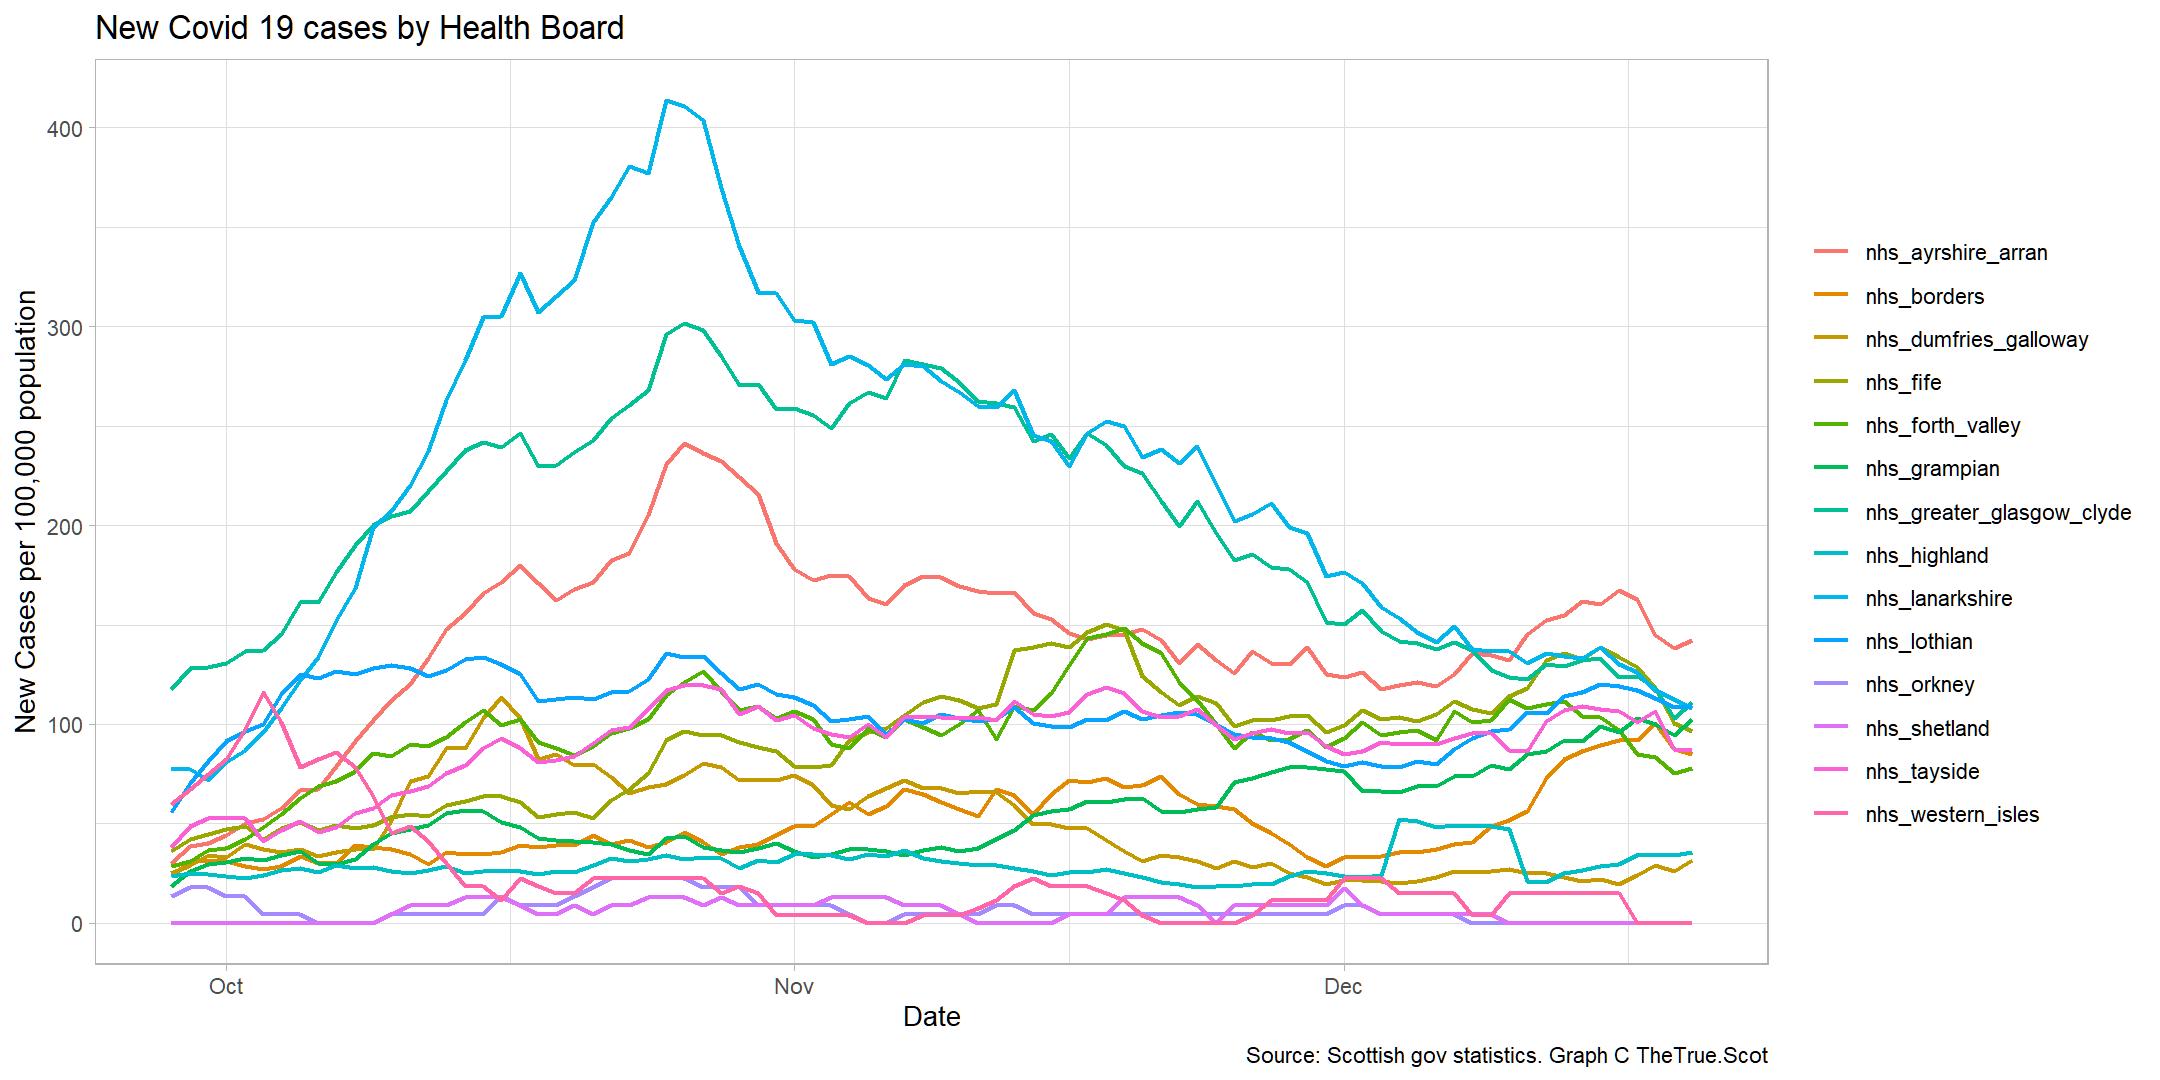 New Covid 19 cases by Health Board
New Cases per 100,000 population
400
300
200
100
0
Oct
Nov
Dec
Date
nhs_ayrshire_arran
nhs_borders
nhs_dumfries_galloway
nhs_fife
nhs_forth_valley
nhs_grampian
nhs_greater_glasgow_clyde
nhs_highland
nhs_lanarkshire
nhs_lothian
nhs_orkney
nhs_shetland
nhs_tayside
nhs_western_isles
Source: Scottish gov statistics. Graph C TheTrue.Scot